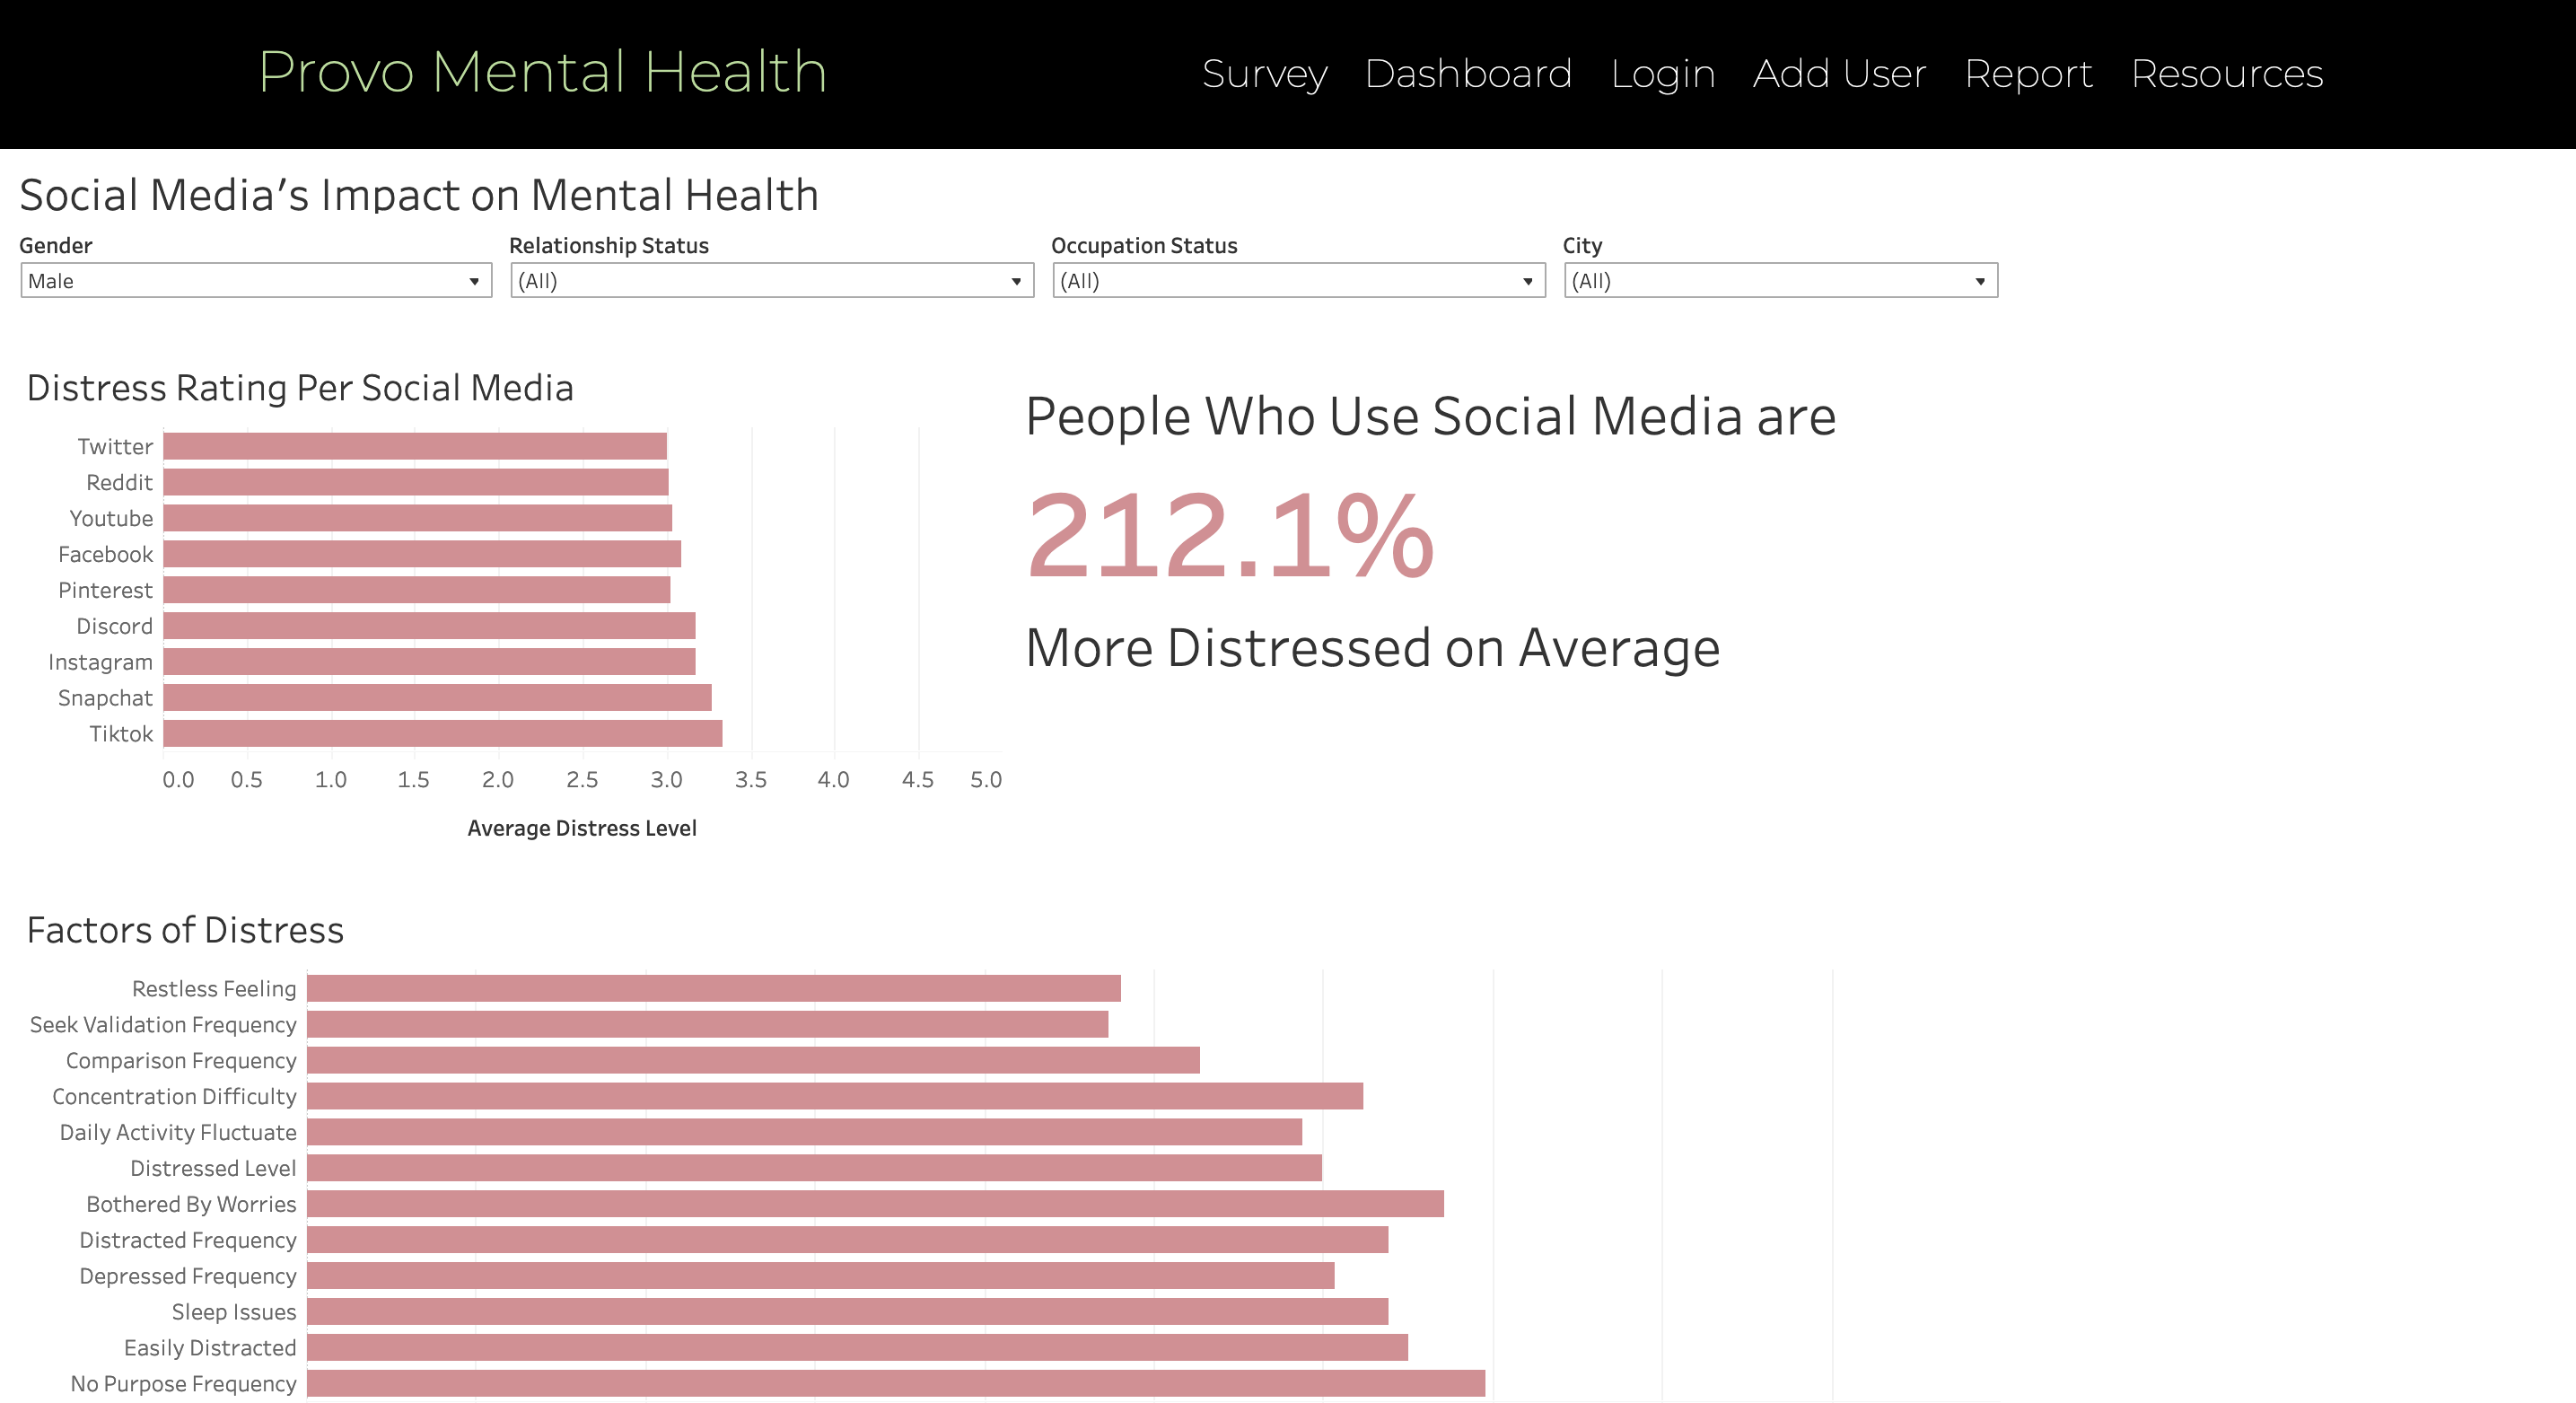 Provo Mental Health
Survey Dashboard Login Add User Report Resources
Social Media's Impact on Mental Health
Gender Relationship Status Occupation Status City
Male (All) (All) (All)
Distress Rating Per Social Media
Twitter
Reddit
Youtube
Facebook
Pinterest
Discord
Instagram
Snapchat
Tiktok
0.0 0.5 1.0 1.5 2.0 2.5 3.0 3.5 4.0 4.5 5.0
Average Distress Level
People Who Use Social Media are
212.1%
More Distressed on Average
Factors of Distress
Restless Feeling
Seek Validation Frequency
Comparison Frequency
Concentration Difficulty
Daily Activity Fluctuate
Distressed Level
Bothered By Worries
Distracted Frequency
Depressed Frequency
Sleep Issues
Easily Distracted
No Purpose Frequency